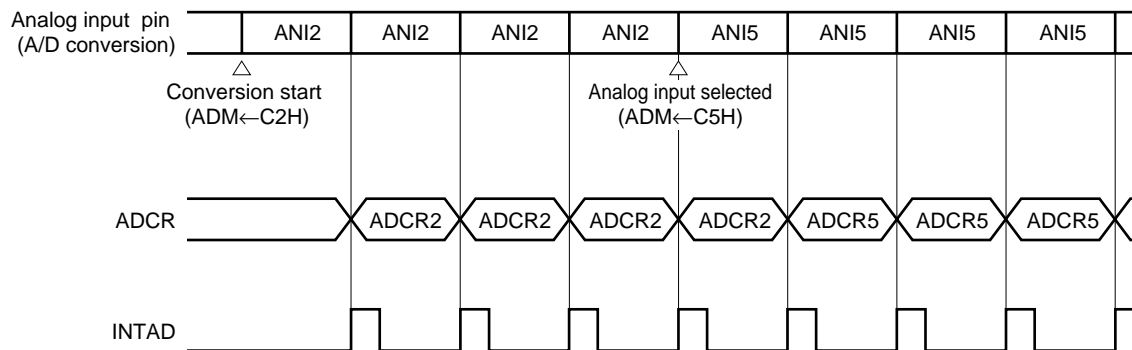 Analog input pin
(A/D conversion)
ANI2 ANI2 ANI2 ANI2 ANI5 ANI5 ANI5 ANI5
Conversion start
(ADM←C2H)
Analog input selected
(ADM←C5H)
ADCR ADCR2 ADCR2 ADCR2 ADCR2 ADCR5 ADCR5 ADCR5
INTAD